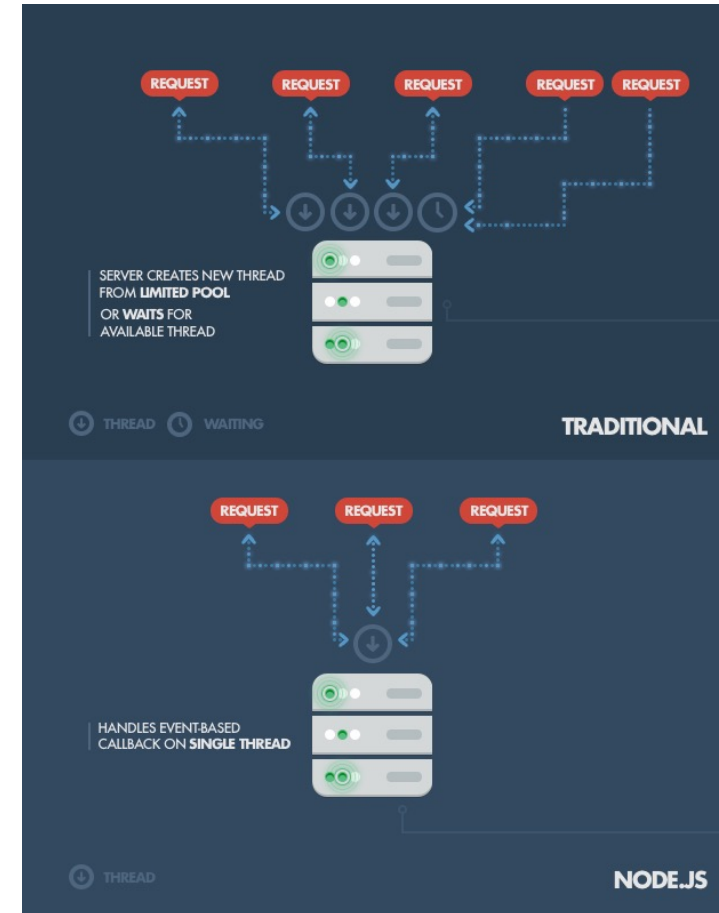 REQUEST REQUEST REQUEST REQUEST REQUEST
SERVER CREATES NEW THREAD
FROM LIMITED POOL
OR WAITS FOR
AVAILABLE THREAD
THREAD WAITING
TRADITIONAL
REQUEST REQUEST REQUEST
HANDLES EVENT-BASED
CALLBACK ON SINGLE THREAD
THREAD
NODE.JS